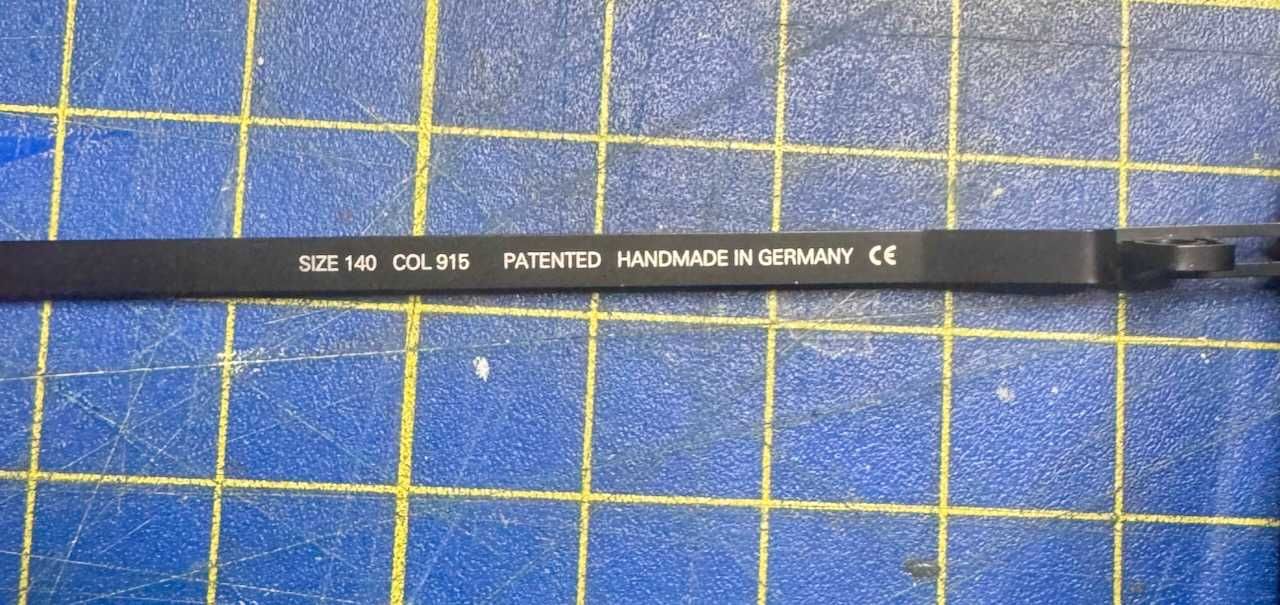 SIZE 140 COL 915 PATENTED HANDMADE IN GERMANY CE